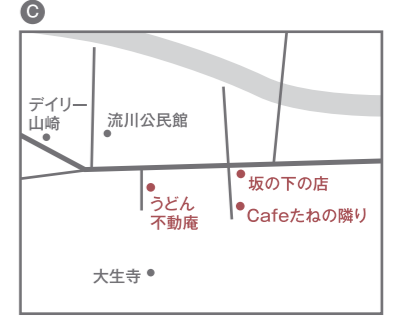 C
デイリー
山崎
流川公民館
坂の下の店
うどん
不動庵
Cafeたねの隣り
大生寺